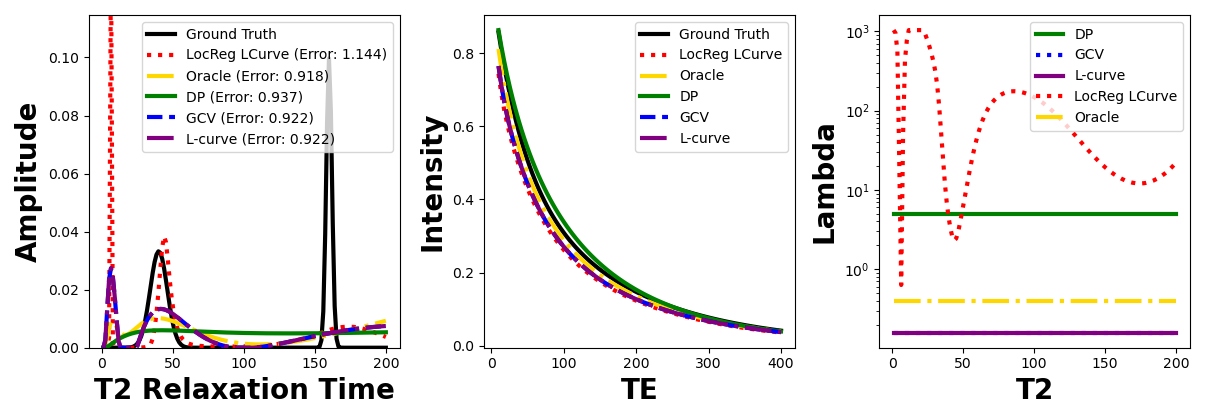 Amplitude
0.10
0.08
0.06
0.04
0.02
0.00
0
50
100
150
200
T2 Relaxation Time
Ground Truth
LocReg LCurve (Error: 1.144)
Oracle (Error: 0.918)
DP (Error: 0.937)
GCV (Error: 0.922)
L-curve (Error: 0.922)
Intensity
0.8
0.6
0.4
0.2
0.0
0
100
200
300
400
TE
Ground Truth
LocReg LCurve
Oracle
DP
GCV
L-curve
Lambda
10³
10²
10¹
10⁰
0
50
100
150
200
T2
DP
GCV
L-curve
LocReg LCurve
Oracle